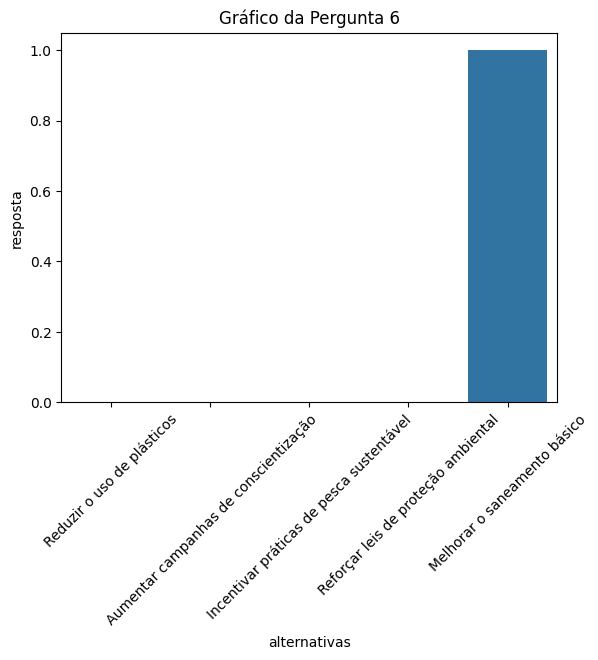 Gráfico da Pergunta 6
1.0
0.8
0.6
0.4
0.2
0.0
resposta
Reduzir o uso de plásticos
Aumentar campanhas de conscientização
Incentivar práticas de pesca sustentável
Reforçar leis de proteção ambiental
Melhorar o saneamento básico
alternativas